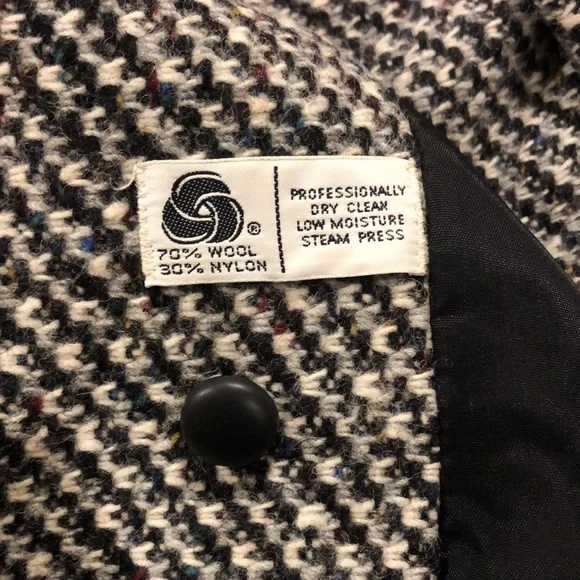 ®
70% WOOL
30% NYLON
PROFESSIONALLY
DRY CLEAN
LOW MOISTURE
STEAM PRESS